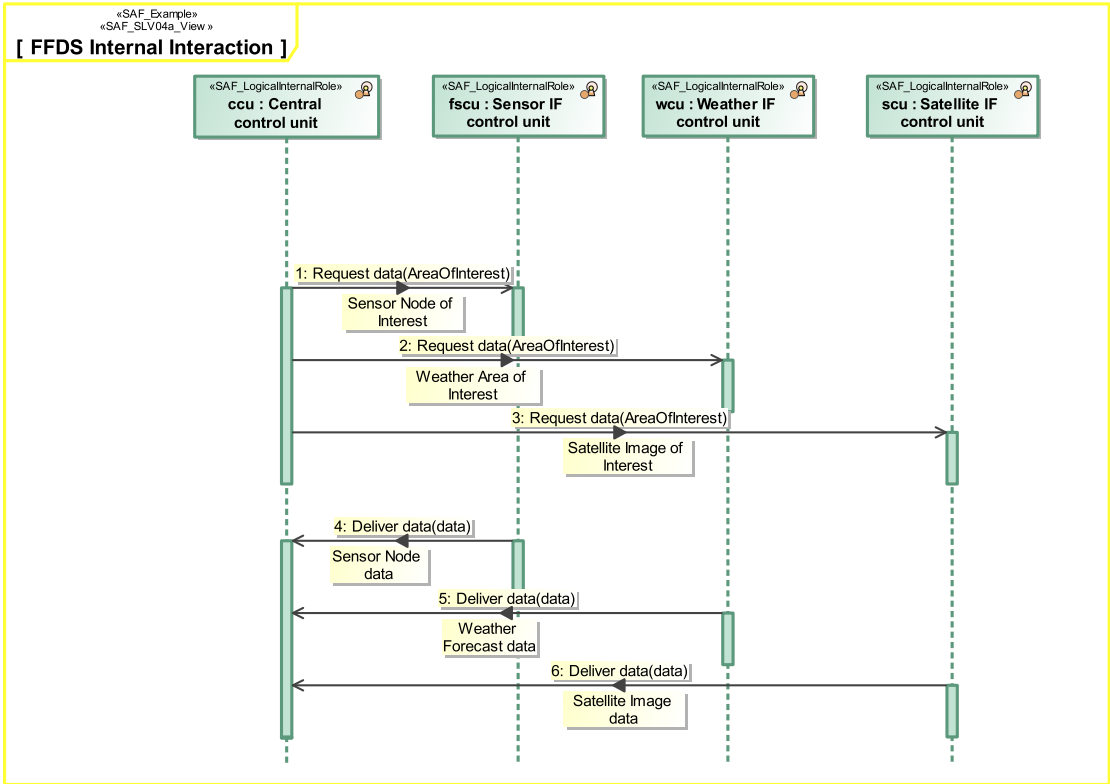 «SAF_Example»
«SAF_SLV04a_View »
[ FFDS Internal Interaction ]
«SAF_LogicalInternalRole»
ccu : Central
control unit
«SAF_LogicalInternalRole»
fscu : Sensor IF
control unit
«SAF_LogicalInternalRole»
wcu : Weather IF
control unit
«SAF_LogicalInternalRole»
scu : Satellite IF
control unit
1: Request data(AreaOfInterest)
Sensor Node of
Interest
2: Request data(AreaOfInterest)
Weather Area of
Interest
3: Request data(AreaOfInterest)
Satellite Image of
Interest
4: Deliver data(data)
Sensor Node
data
5: Deliver data(data)
Weather
Forecast data
6: Deliver data(data)
Satellite Image
data